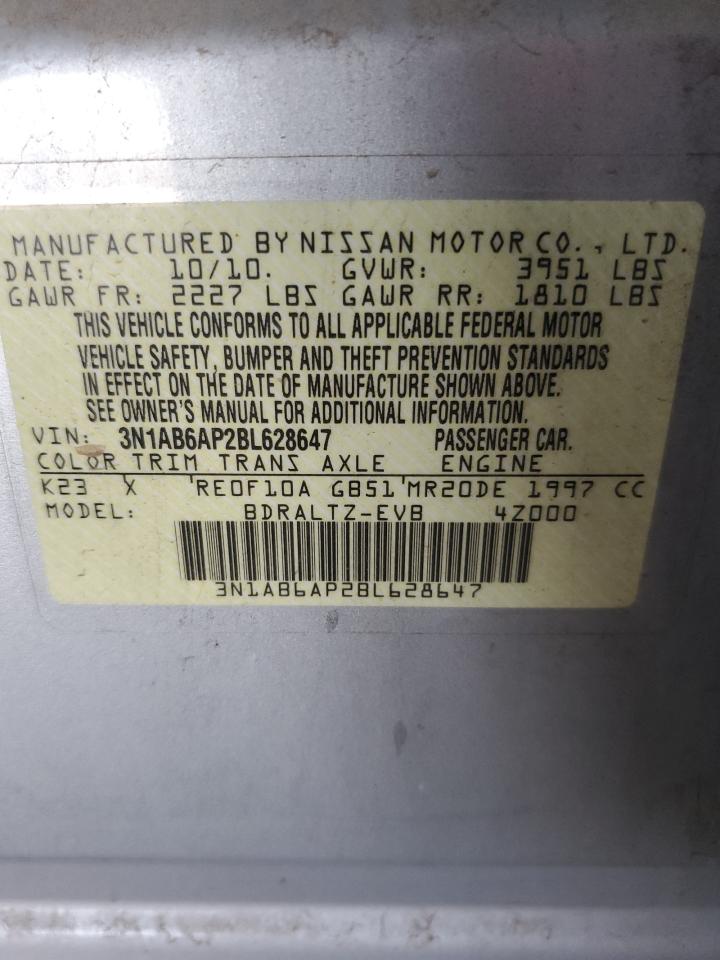 MANUFACTURED BY NISSAN MOTOR CO., LTD.
DATE: 10/10. GVWR: 3951 LBS
GAWR FR: 2227 LBS GAWR RR: 1810 LBS
THIS VEHICLE CONFORMS TO ALL APPLICABLE FEDERAL MOTOR
VEHICLE SAFETY, BUMPER AND THEFT PREVENTION STANDARDS
IN EFFECT ON THE DATE OF MANUFACTURE SHOWN ABOVE.
SEE OWNER'S MANUAL FOR ADDITIONAL INFORMATION.
VIN: 3N1AB6AP2BL628647 PASSENGER CAR.
COLOR TRIM TRANS AXLE ENGINE
K23 X 'RE0F10A GB51'MR20DE 1997 CC
MODEL: BDRALTZ-EVB 4Z000
3N1AB6AP2BL628647